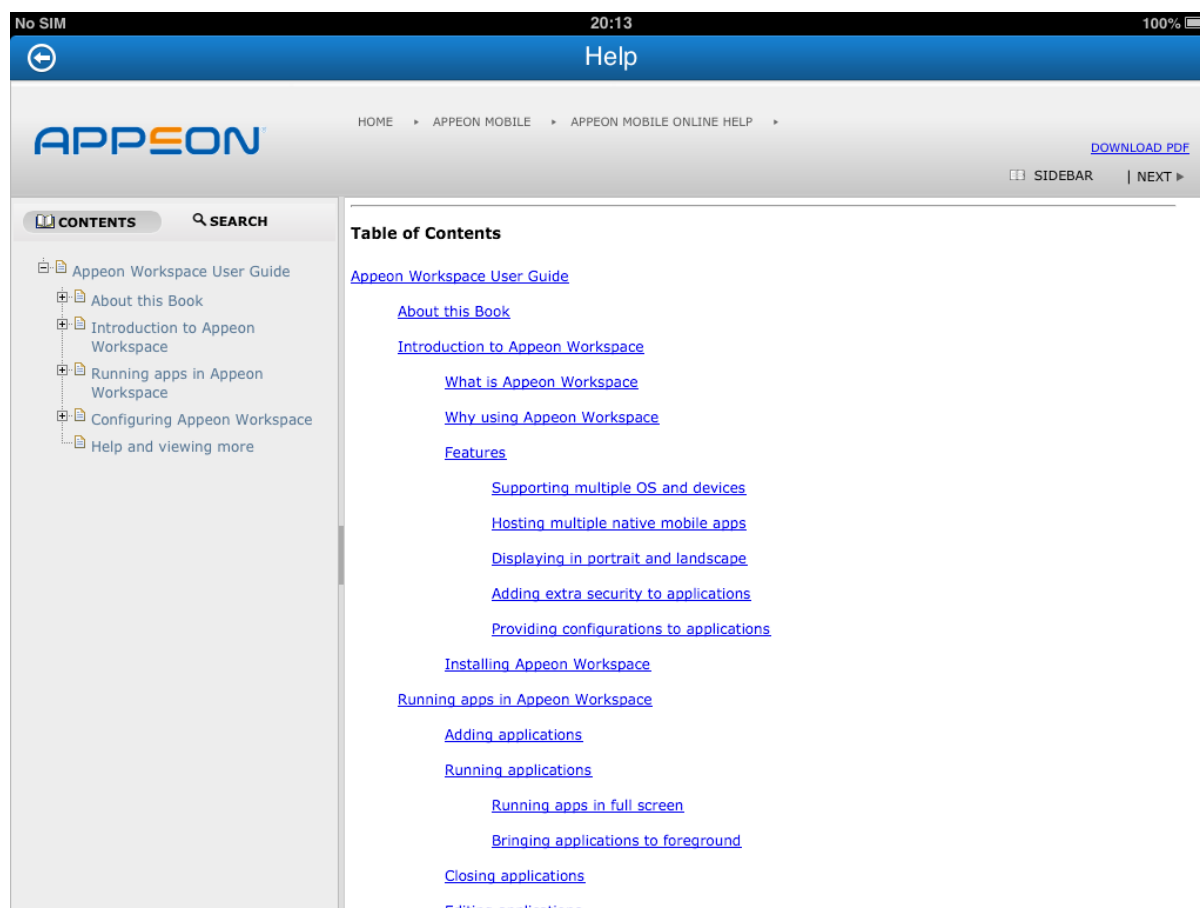 No SIM 20:13 100%
Help
APPEON
HOME APPEON MOBILE APPEON MOBILE ONLINE HELP
DOWNLOAD PDF
SIDEBAR | NEXT
CONTENTS SEARCH
Appeon Workspace User Guide
About this Book
Introduction to Appeon
Workspace
Running apps in Appeon
Workspace
Configuring Appeon Workspace
Help and viewing more
Table of Contents
Appeon Workspace User Guide
About this Book
Introduction to Appeon Workspace
What is Appeon Workspace
Why using Appeon Workspace
Features
Supporting multiple OS and devices
Hosting multiple native mobile apps
Displaying in portrait and landscape
Adding extra security to applications
Providing configurations to applications
Installing Appeon Workspace
Running apps in Appeon Workspace
Adding applications
Running applications
Running apps in full screen
Bringing applications to foreground
Closing applications
Editing applications